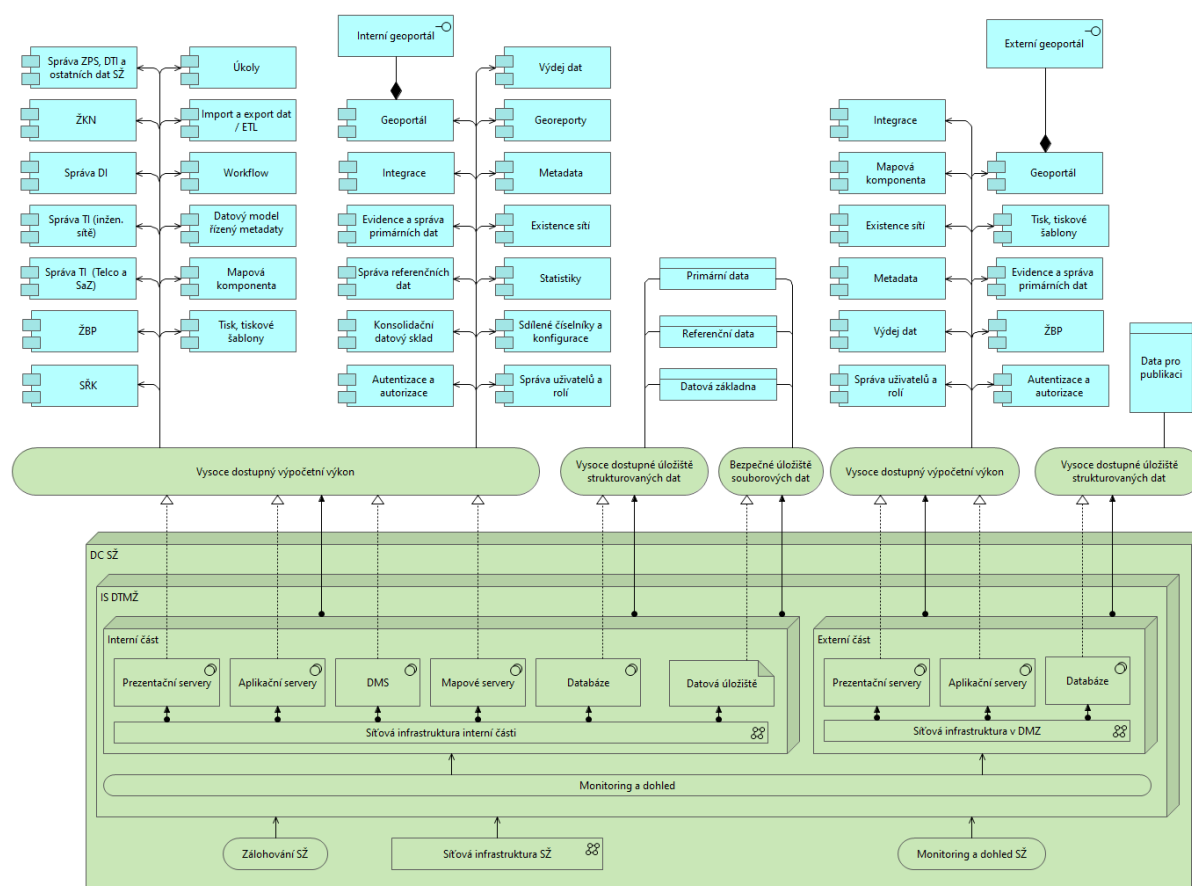 Interní geoportál
Externí geoportál
Správa ZPS, DTI a
ostatních dat SŽ
Úkoly
Výdej dat
ŽKN
Import a export dat
/ ETL
Geoportál
Georeporty
Integrace
Správa DI
Workflow
Integrace
Metadata
Mapová
komponenta
Geoportál
Správa TI (inžen.
sítě)
Datový model
řízený metadaty
Evidence a správa
primárních dat
Existence sítí
Existence sítí
Tisk, tiskové
šablony
Správa TI (Telco a
SaZ)
Mapová
komponenta
Správa referenčních
dat
Statistiky
Primární data
Metadata
Evidence a správa
primárních dat
ŽBP
Tisk, tiskové
šablony
Konsolidační
datový sklad
Sdílené číselníky a
konfigurace
Referenční data
Výdej dat
ŽBP
Data pro
publikaci
SŘK
Autentizace a
autorizace
Správa uživatelů a
rolí
Datová základna
Správa uživatelů a
rolí
Autentizace a
autorizace
Vysoce dostupný výpočetní výkon
Vysoce dostupné úložiště
strukturovaných dat
Bezpečné úložiště
souborových dat
Vysoce dostupný výpočetní výkon
Vysoce dostupné úložiště
strukturovaných dat
DC SŽ
IS DTMŽ
Interní část
Externí část
Prezentační servery
Aplikační servery
DMS
Mapové servery
Databáze
Datová úložiště
Prezentační servery
Aplikační servery
Databáze
Síťová infrastruktura interní části
Síťová infrastruktura v DMZ
Monitoring a dohled
Zálohování SŽ
Síťová infrastruktura SŽ
Monitoring a dohled SŽ